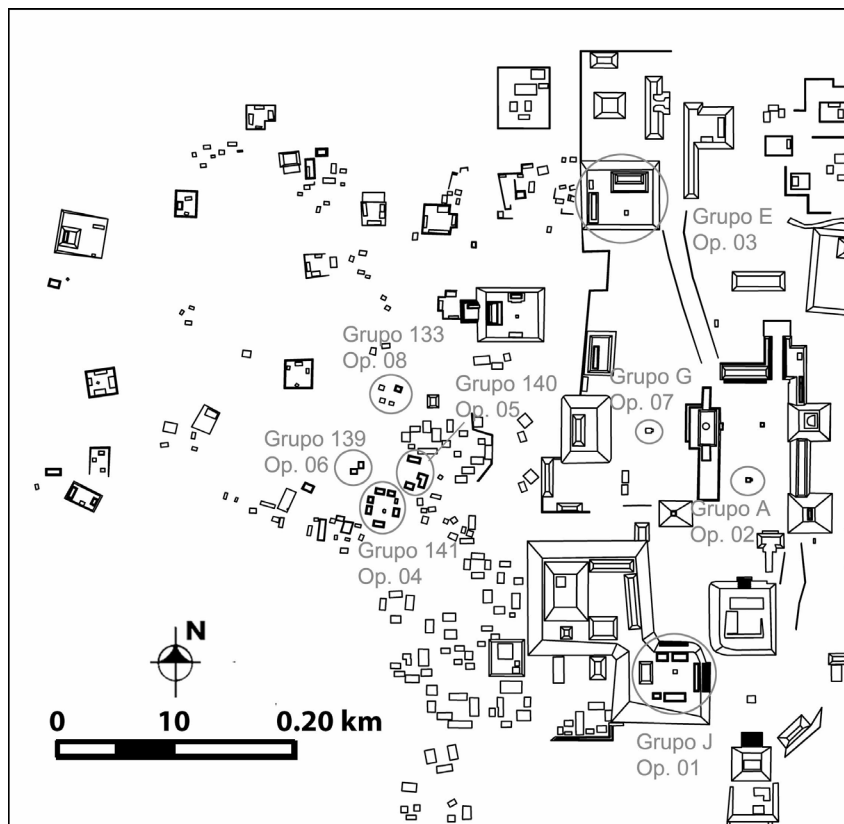 Grupo E
Op. 03
Grupo 133
Op. 08
Grupo 140
Op. 05
Grupo G
Op. 07
Grupo 139
Op. 06
Grupo A
Op. 02
Grupo 141
Op. 04
N
0 10 0.20 km
Grupo J
Op. 01